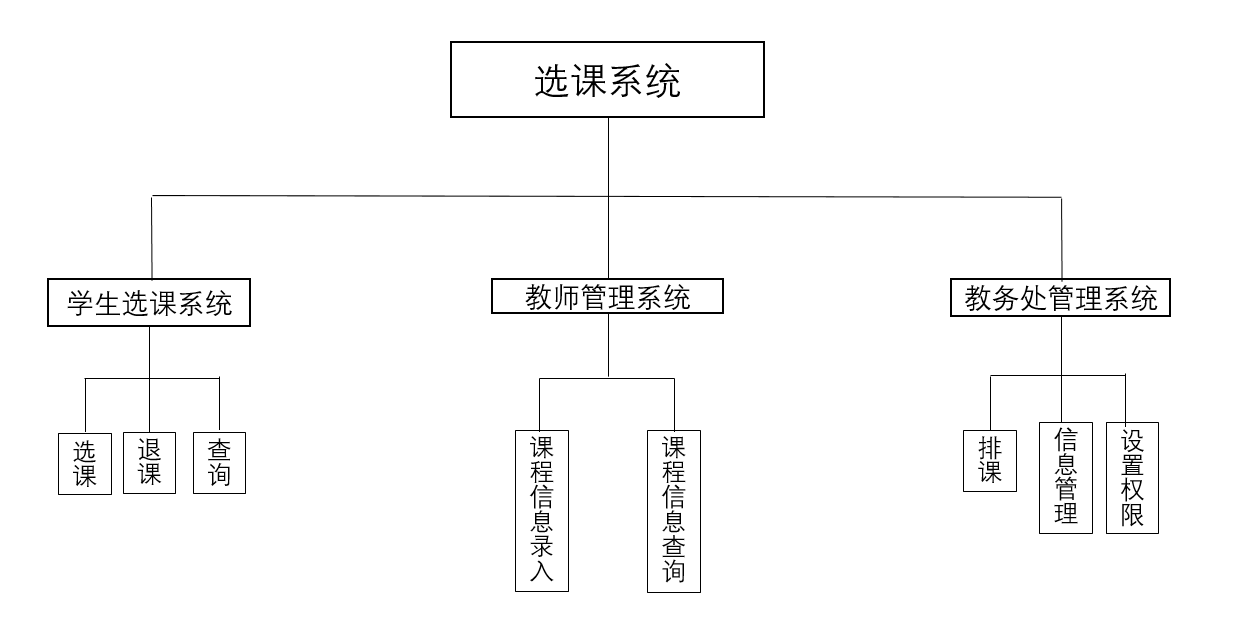 选课系统
学生选课系统
教师管理系统
教务处管理系统
选课
退课
查询
课程信息录入
课程信息查询
排课
信息管理
设置权限